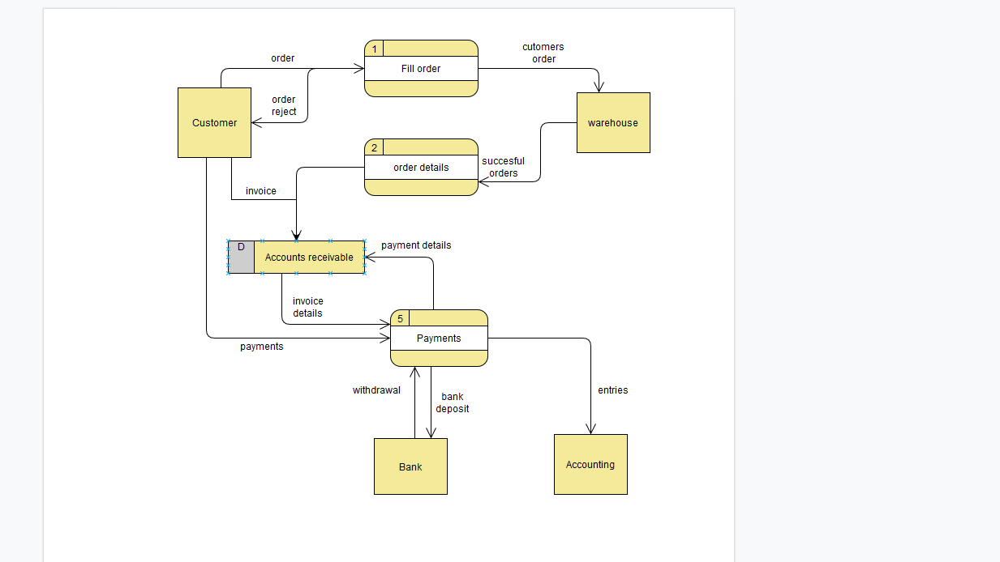 1
cutomers
order
order
Fill order
order
reject
Customer
warehouse
2
order details
succesful
orders
invoice
D
Accounts receivable
payment details
invoice
details
5
Payments
payments
withdrawal
bank
deposit
entries
Bank
Accounting